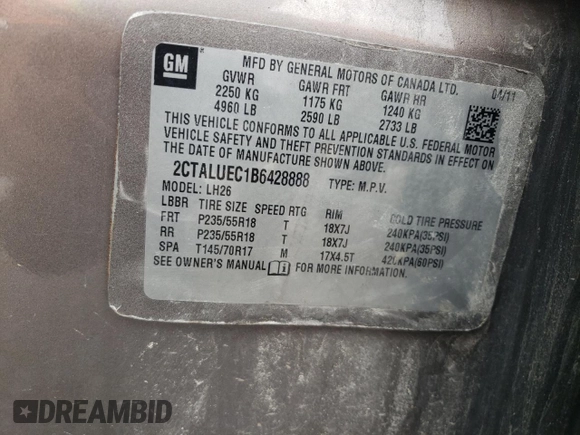 GM
MFD BY GENERAL MOTORS OF CANADA LTD.
04/11
GVWR GAWR FRT GAWR RR
2250 KG 1175 KG 1240 KG
4960 LB 2590 LB 2733 LB
THIS VEHICLE CONFORMS TO ALL APPLICABLE U.S. FEDERAL MOTOR
VEHICLE SAFETY AND THEFT PREVENTION STANDARDS IN EFFECT ON
THE DATE OF MANUFACTURE SHOWN ABOVE.
2CTALUEC1B6428888 TYPE: M.P.V.
MODEL: LH26
LBBR TIRE SIZE SPEED RTG RIM COLD TIRE PRESSURE
FRT P235/55R18 T 18X7J 240KPA(35PSI)
RR P235/55R18 T 18X7J 240KPA(35PSI)
SPA T145/70R17 M 17X4.5T 420KPA(60PSI)
SEE OWNER'S MANUAL FOR MORE INFORMATION.
DREAMBID